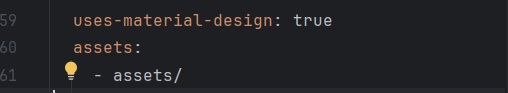 59 uses-material-design: true
60 assets:
61 - assets/